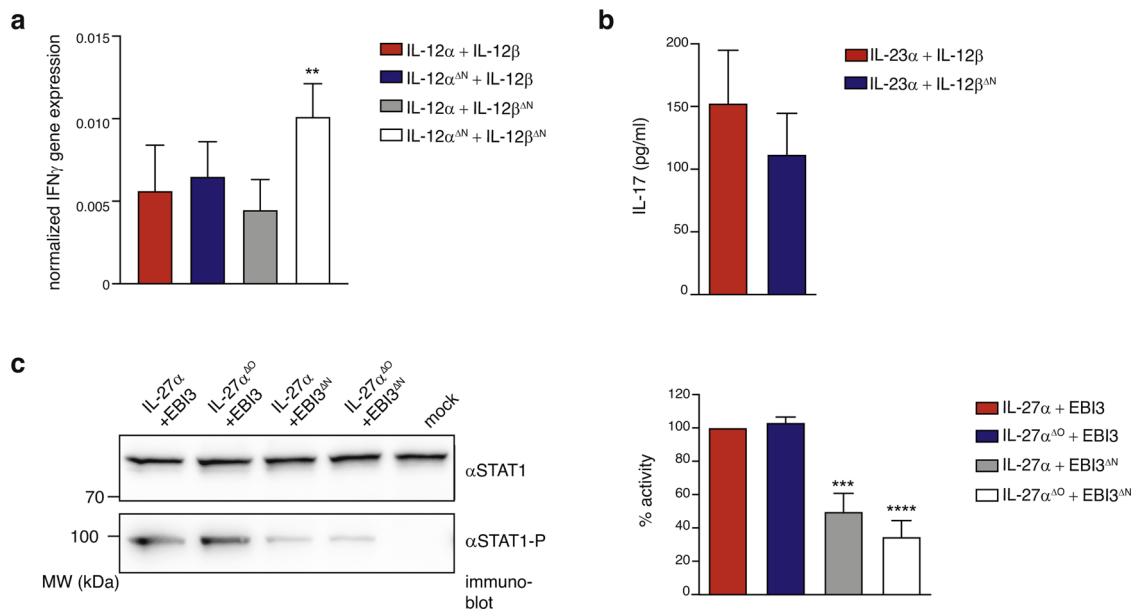 a
normalized IFNγ gene expression
0.015
0.010
0.005
0
**
IL-12α + IL-12β
IL-12α^ΔN + IL-12β
IL-12α + IL-12β^ΔN
IL-12α^ΔN + IL-12β^ΔN
b
IL-17 (pg/ml)
200
150
100
50
0
IL-23α + IL-12β
IL-23α + IL-12β^ΔN
c
IL-27α
+EBI3
IL-27α^ΔO
+EBI3
IL-27α
+EBI3^ΔN
IL-27α^ΔO
+EBI3^ΔN
mock
αSTAT1
70
100
αSTAT1-P
MW (kDa)
immuno-
blot
% activity
120
100
80
60
40
20
0
***
****
IL-27α + EBI3
IL-27α^ΔO + EBI3
IL-27α + EBI3^ΔN
IL-27α^ΔO + EBI3^ΔN